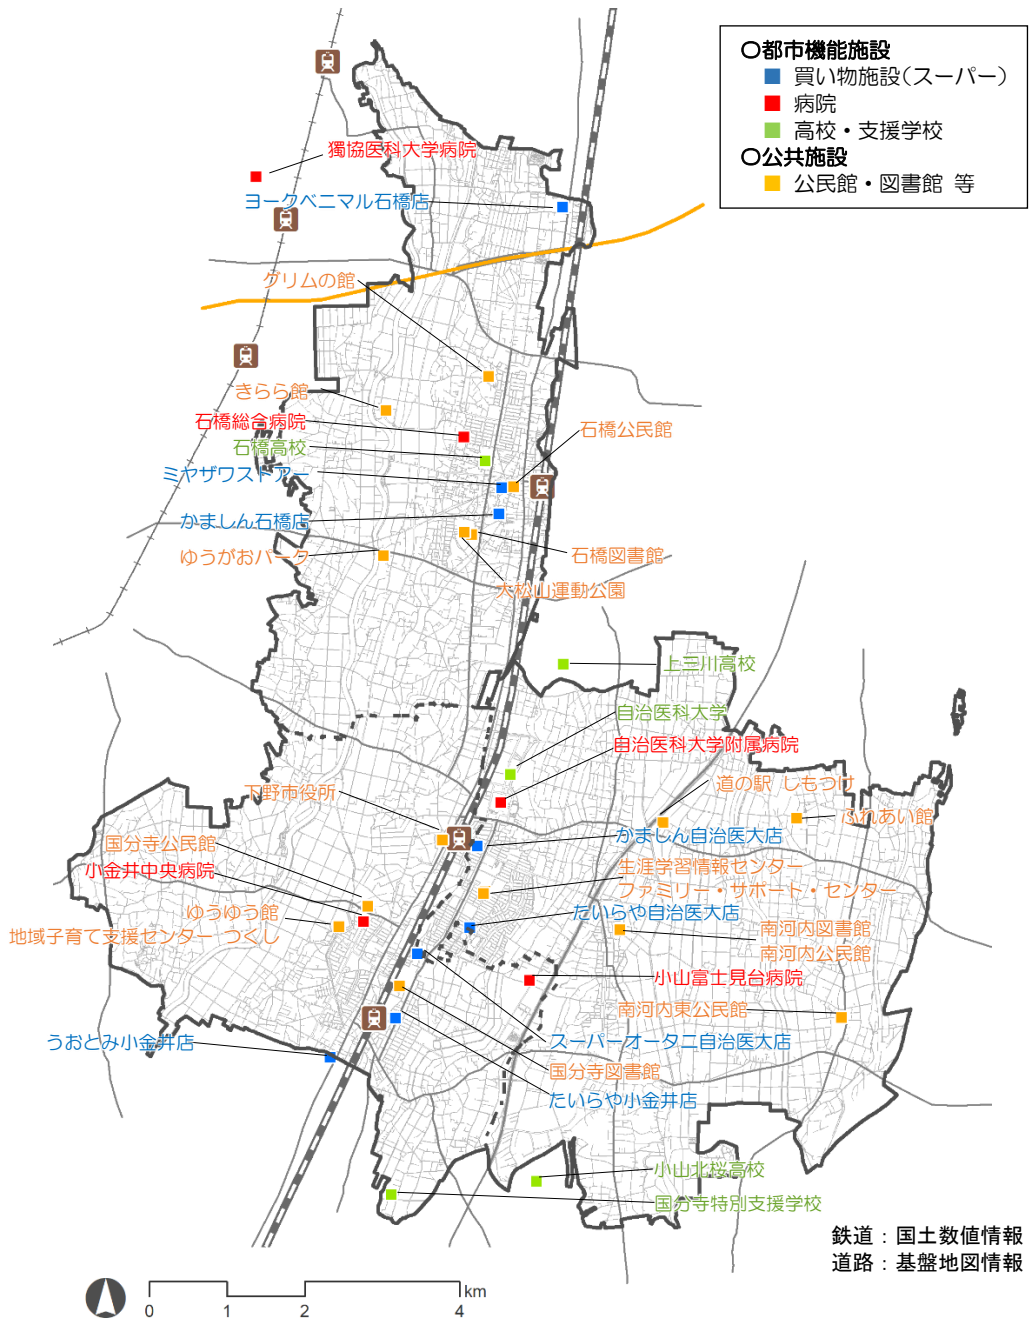 〇都市機能施設
買い物施設(スーパー)
病院
高校・支援学校
〇公共施設
公民館・図書館 等
獨協医科大学病院
ヨークベニマル石橋店
グリムの館
きらら館
石橋総合病院
石橋公民館
石橋高校
ミヤザワストアー
かましん石橋店
ゆうがおパーク
石橋図書館
大松山運動公園
上三川高校
自治医科大学
自治医科大学附属病院
道の駅 しもつけ
下野市役所
ふれあい館
かましん自治医大店
国分寺公民館
小金井中央病院
生涯学習情報センター
ファミリー・サポート・センター
ゆうゆう館
地域子育て支援センター つくし
たいらや自治医大店
南河内図書館
南河内公民館
小山富士見台病院
南河内東公民館
うおとみ小金井店
スーパーオータニ自治医大店
国分寺図書館
たいらや小金井店
小山北桜高校
国分寺特別支援学校
鉄道：国土数値情報
道路：基盤地図情報
km
0 1 2 4